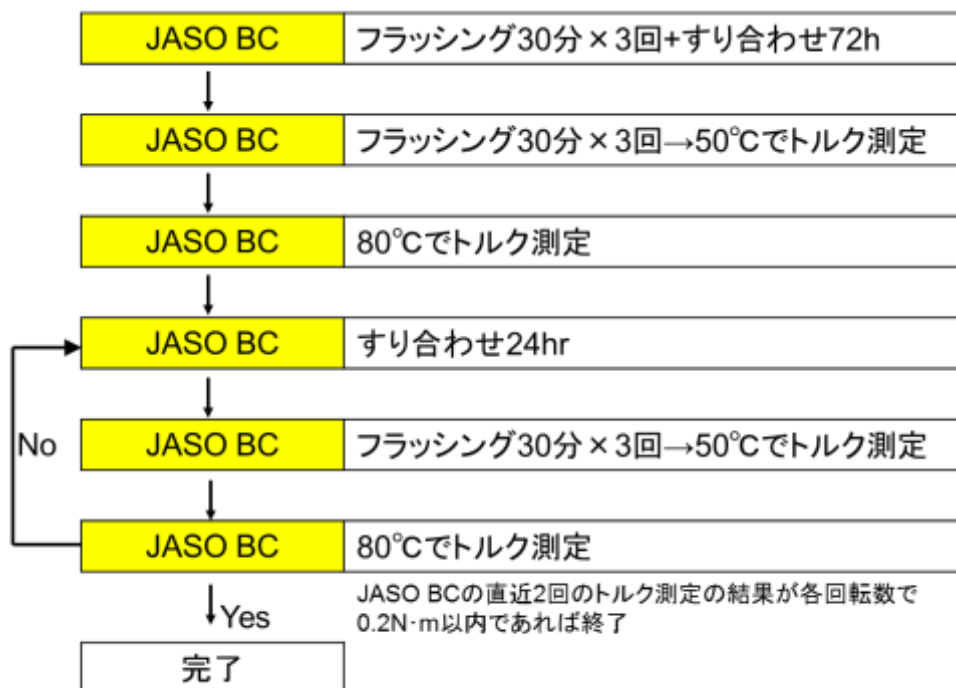 JASO BC フラッシング30分×3回+すり合わせ72h
JASO BC フラッシング30分×3回→50℃でトルク測定
JASO BC 80℃でトルク測定
JASO BC すり合わせ24hr
No
JASO BC フラッシング30分×3回→50℃でトルク測定
JASO BC 80℃でトルク測定
JASO BCの直近2回のトルク測定の結果が各回転数で
0.2N·m以内であれば終了
Yes
完了